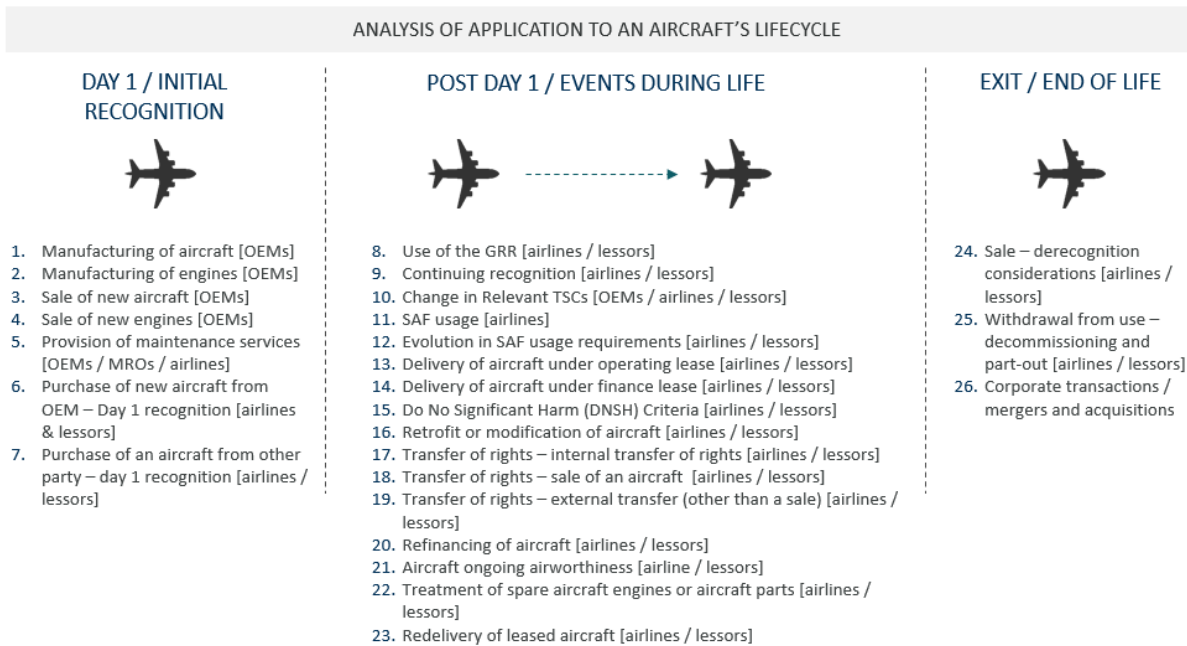 ANALYSIS OF APPLICATION TO AN AIRCRAFT'S LIFECYCLE
DAY 1 / INITIAL
RECOGNITION
1. Manufacturing of aircraft [OEMs]
2. Manufacturing of engines [OEMs]
3. Sale of new aircraft [OEMs]
4. Sale of new engines [OEMs]
5. Provision of maintenance services
[OEMs / MROs / airlines]
6. Purchase of new aircraft from
OEM – Day 1 recognition [airlines
& lessors]
7. Purchase of an aircraft from other
party – day 1 recognition [airlines /
lessors]
POST DAY 1 / EVENTS DURING LIFE
8. Use of the GRR [airlines / lessors]
9. Continuing recognition [airlines / lessors]
10. Change in Relevant TSCs [OEMs / airlines / lessors]
11. SAF usage [airlines]
12. Evolution in SAF usage requirements [airlines / lessors]
13. Delivery of aircraft under operating lease [airlines / lessors]
14. Delivery of aircraft under finance lease [airlines / lessors]
15. Do No Significant Harm (DNSH) Criteria [airlines / lessors]
16. Retrofit or modification of aircraft [airlines / lessors]
17. Transfer of rights – internal transfer of rights [airlines / lessors]
18. Transfer of rights – sale of an aircraft [airlines / lessors]
19. Transfer of rights – external transfer (other than a sale) [airlines /
lessors]
20. Refinancing of aircraft [airlines / lessors]
21. Aircraft ongoing airworthiness [airline / lessors]
22. Treatment of spare aircraft engines or aircraft parts [airlines /
lessors]
23. Redelivery of leased aircraft [airlines / lessors]
EXIT / END OF LIFE
24. Sale – derecognition
considerations [airlines /
lessors]
25. Withdrawal from use –
decommissioning and
part-out [airlines / lessors]
26. Corporate transactions /
mergers and acquisitions